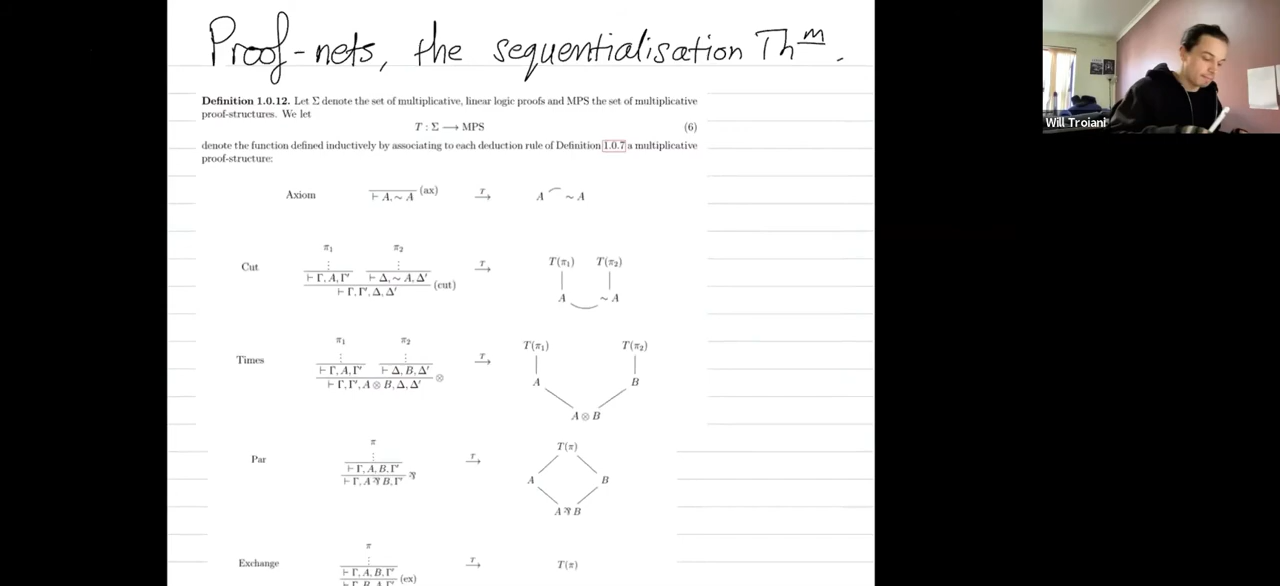 Proof-nets, the sequentialisation Thm.
Definition 1.0.12. Let Σ denote the set of multiplicative, linear logic proofs and MPS the set of multiplicative
proof-structures. We let
T : Σ ⟶ MPS (6)
denote the function defined inductively by associating to each deduction rule of Definition 1.0.7 a multiplicative
proof-structure:
Axiom ⊢ A, ∼ A (ax) T→ A ∼ A
π1 π2
⋮ ⋮ T(π1) T(π2)
Cut ⊢ Γ, A, Γ′ ⊢ Δ, ∼ A, Δ′ (cut) T→
⊢ Γ, Γ′, Δ, Δ′ A ∼ A
π1 π2 T(π1) T(π2)
⋮ ⋮
Times ⊢ Γ, A, Γ′ ⊢ Δ, B, Δ′ ⊗ T→
⊢ Γ, Γ′, A ⊗ B, Δ, Δ′ A B
A ⊗ B
π T(π)
⋮
Par ⊢ Γ, A, B, Γ′ ⅋ T→
⊢ Γ, A ⅋ B, Γ′ A B
A ⅋ B
π
⋮
Exchange ⊢ Γ, A, B, Γ′ (ex) T→ T(π)
⊢ Γ, B, A, Γ′
Will Troiani